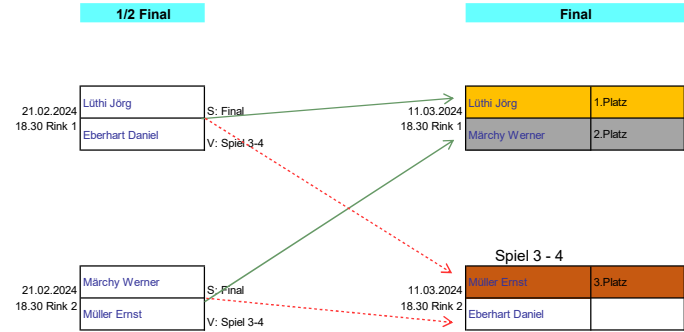 1/2 Final
Final
Lüthi Jörg
21.02.2024
S: Final
18.30 Rink 1
Eberhart Daniel
V: Spiel 3-4
11.03.2024
Lüthi Jörg 1.Platz
18.30 Rink 1
Märchy Werner 2.Platz
Spiel 3 - 4
Märchy Werner
21.02.2024
S: Final
18.30 Rink 2
Müller Ernst
V: Spiel 3-4
11.03.2024
Müller Ernst 3.Platz
18.30 Rink 2
Eberhart Daniel